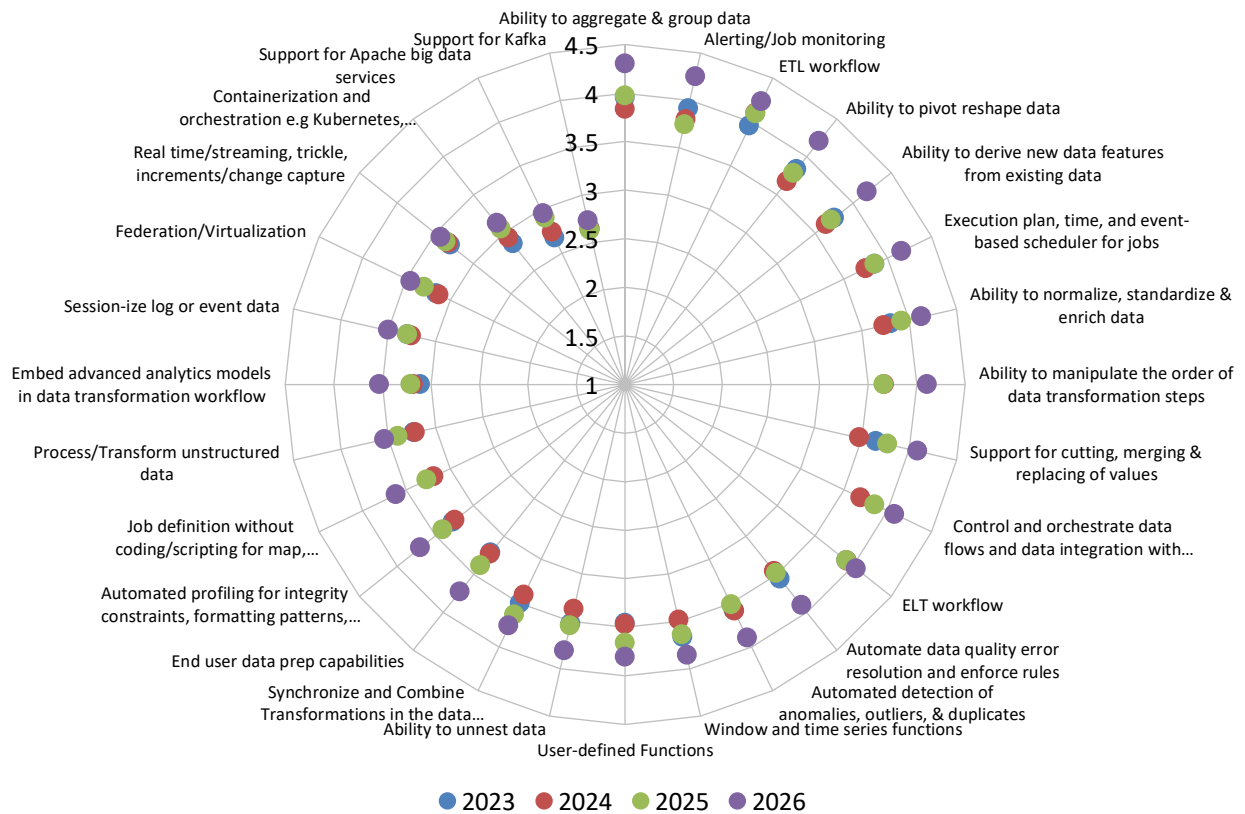 Ability to aggregate & group data
Support for Kafka
Alerting/Job monitoring
Support for Apache big data
services
ETL workflow
Containerization and
orchestration e.g Kubernetes,...
Ability to pivot reshape data
Real time/streaming, trickle,
increments/change capture
Ability to derive new data features
from existing data
Federation/Virtualization
Execution plan, time, and event-
based scheduler for jobs
Session-ize log or event data
Ability to normalize, standardize &
enrich data
Embed advanced analytics models
in data transformation workflow
Ability to manipulate the order of
data transformation steps
Process/Transform unstructured
data
Support for cutting, merging &
replacing of values
Job definition without
coding/scripting for map,...
Control and orchestrate data
flows and data integration with...
Automated profiling for integrity
constraints, formatting patterns,...
ELT workflow
End user data prep capabilities
Automate data quality error
resolution and enforce rules
Synchronize and Combine
Transformations in the data...
Automated detection of
anomalies, outliers, & duplicates
Ability to unnest data
Window and time series functions
User-defined Functions
4.5
4
3.5
3
2.5
2
1.5
1
2023
2024
2025
2026